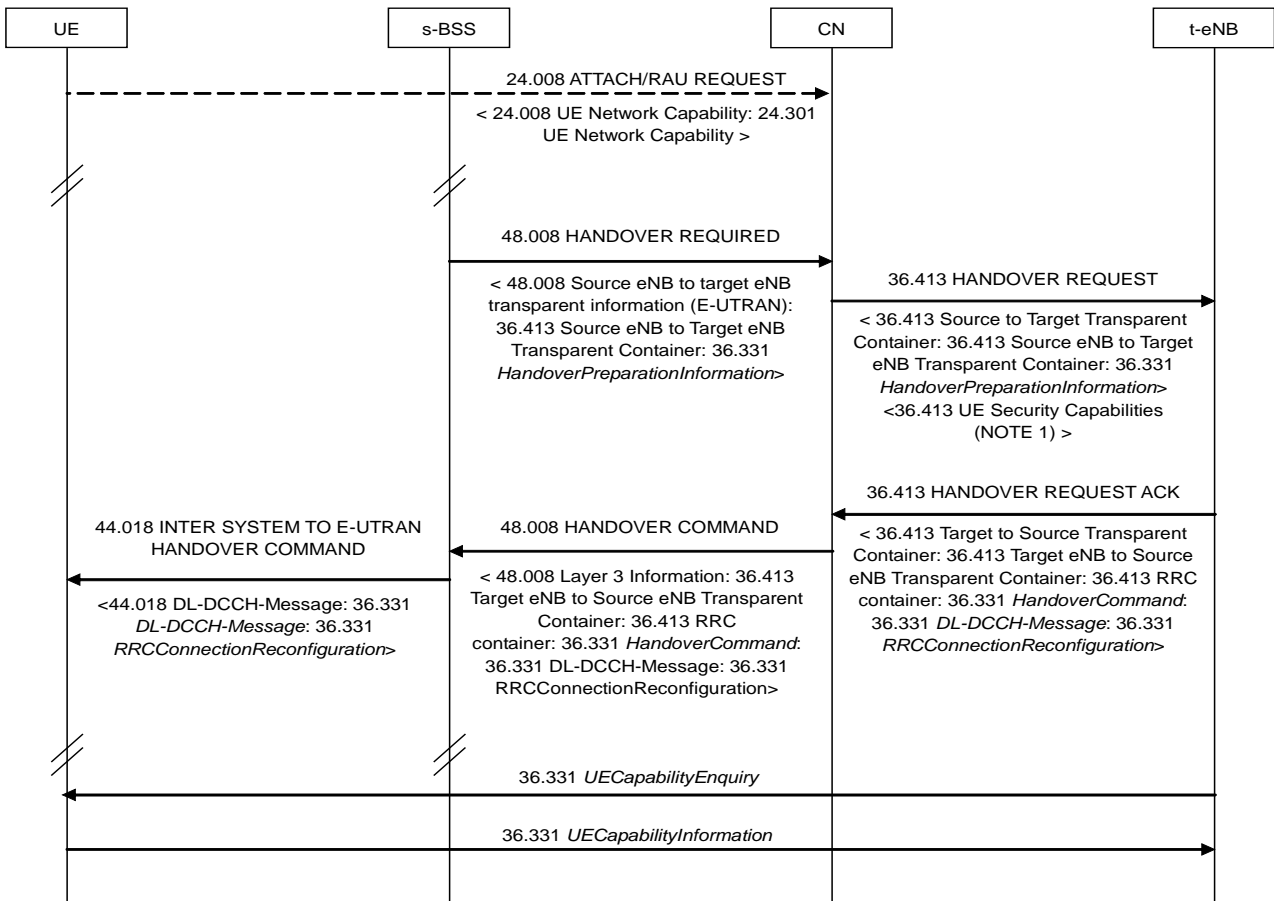 UE
s-BSS
CN
t-eNB
24.008 ATTACH/RAU REQUEST
< 24.008 UE Network Capability: 24.301
UE Network Capability >
48.008 HANDOVER REQUIRED
< 48.008 Source eNB to target eNB
transparent information (E-UTRAN):
36.413 Source eNB to Target eNB
Transparent Container: 36.331
HandoverPreparationInformation>
36.413 HANDOVER REQUEST
< 36.413 Source to Target Transparent
Container: 36.413 Source eNB to Target
eNB Transparent Container: 36.331
HandoverPreparationInformation>
<36.413 UE Security Capabilities
(NOTE 1) >
36.413 HANDOVER REQUEST ACK
< 36.413 Target to Source Transparent
Container: 36.413 Target eNB to Source
eNB Transparent Container: 36.413 RRC
container: 36.331 HandoverCommand:
36.331 DL-DCCH-Message: 36.331
RRCConnectionReconfiguration>
48.008 HANDOVER COMMAND
< 48.008 Layer 3 Information: 36.413
Target eNB to Source eNB Transparent
Container: 36.413 RRC
container: 36.331 HandoverCommand:
36.331 DL-DCCH-Message: 36.331
RRCConnectionReconfiguration>
44.018 INTER SYSTEM TO E-UTRAN
HANDOVER COMMAND
<44.018 DL-DCCH-Message: 36.331
DL-DCCH-Message: 36.331
RRCConnectionReconfiguration>
36.331 UECapabilityEnquiry
36.331 UECapabilityInformation